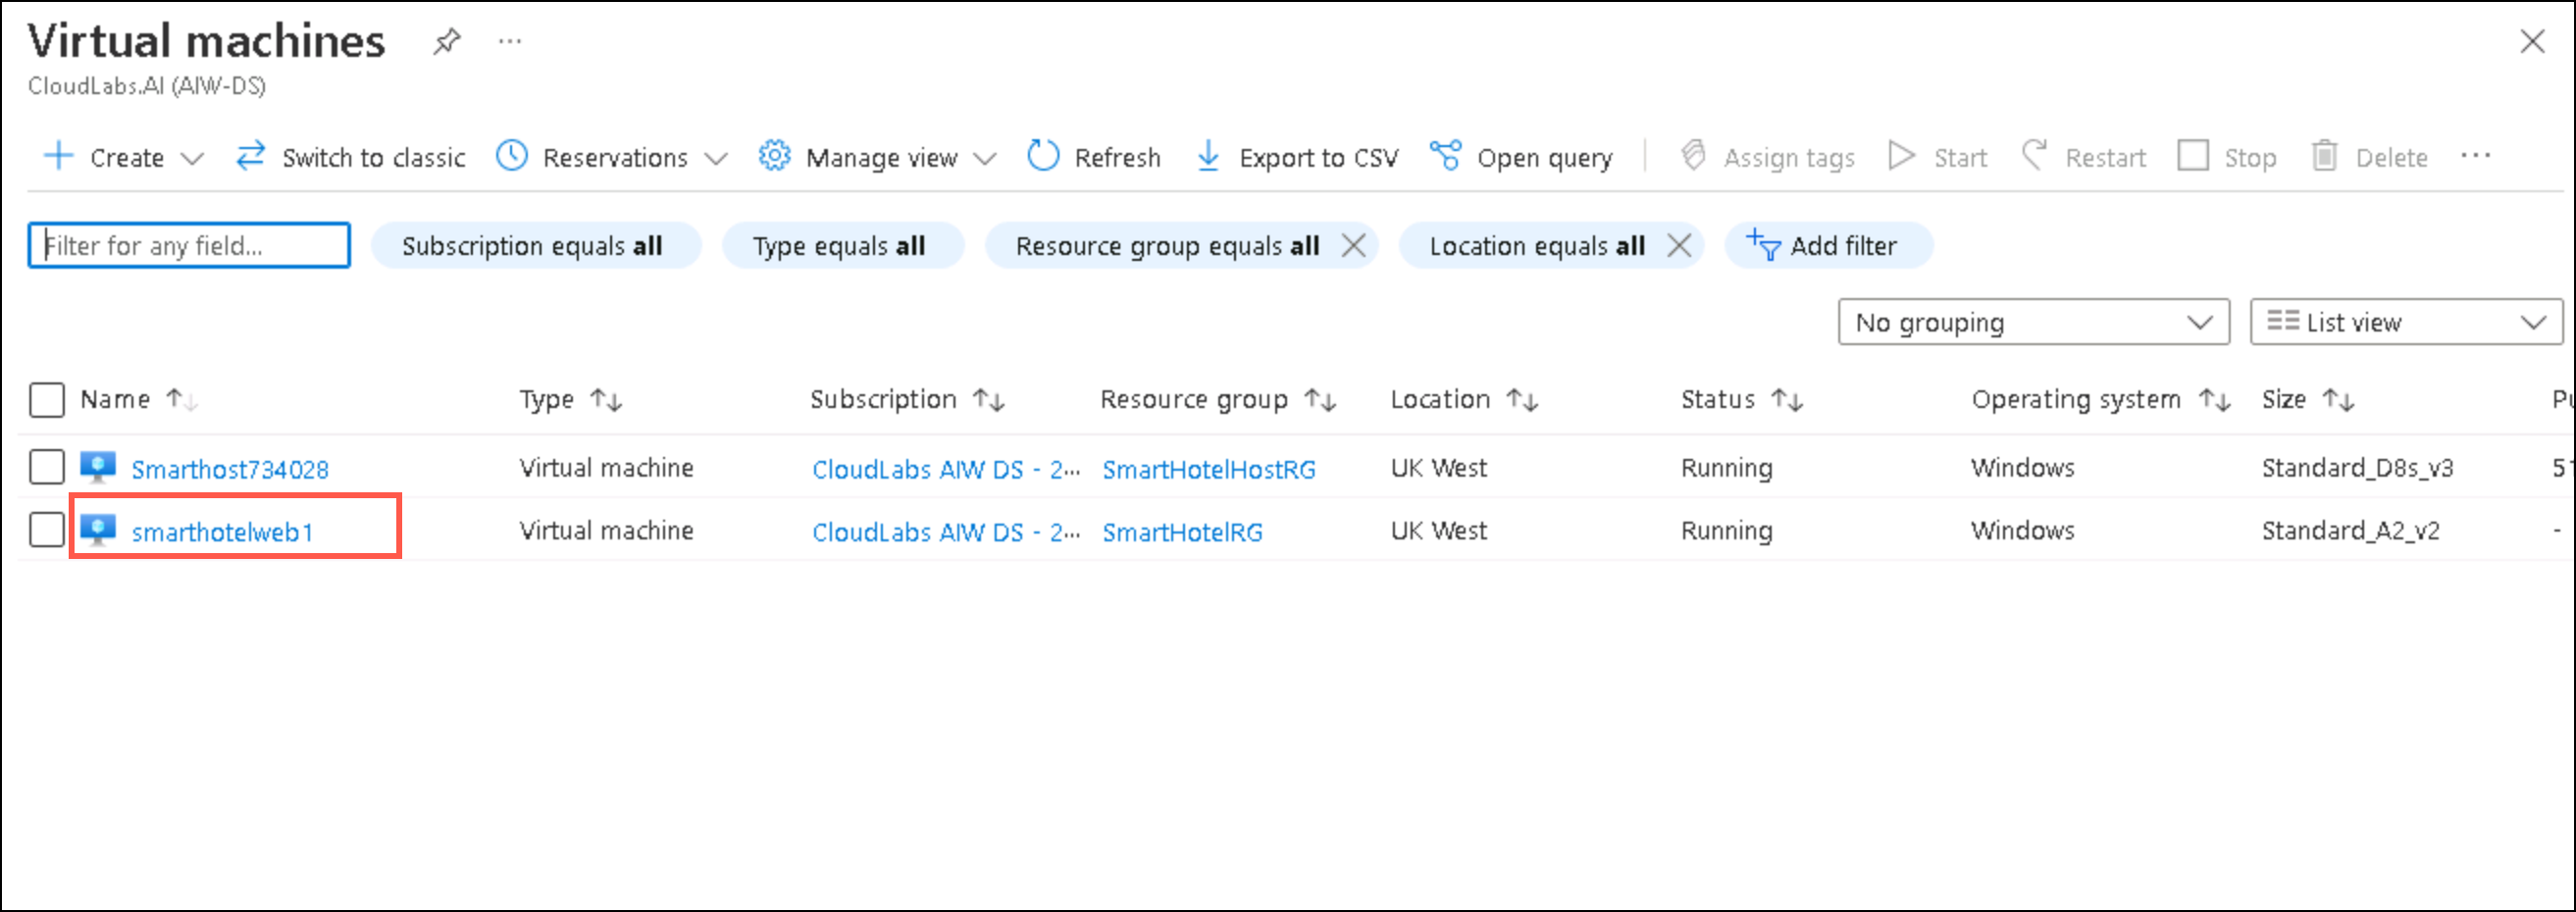 Virtual machines
CloudLabs.AI (AIW-DS)
Create Switch to classic Reservations Manage view Refresh Export to CSV Open query Assign tags Start Restart Stop Delete
Filter for any field... Subscription equals all Type equals all Resource group equals all Location equals all Add filter
No grouping List view
Name Type Subscription Resource group Location Status Operating system Size
Smarthost734028 Virtual machine CloudLabs AIW DS - 2··· SmartHotelHostRG UK West Running Windows Standard_D8s_v3
smarthotelweb1 Virtual machine CloudLabs AIW DS - 2··· SmartHotelRG UK West Running Windows Standard_A2_v2 -